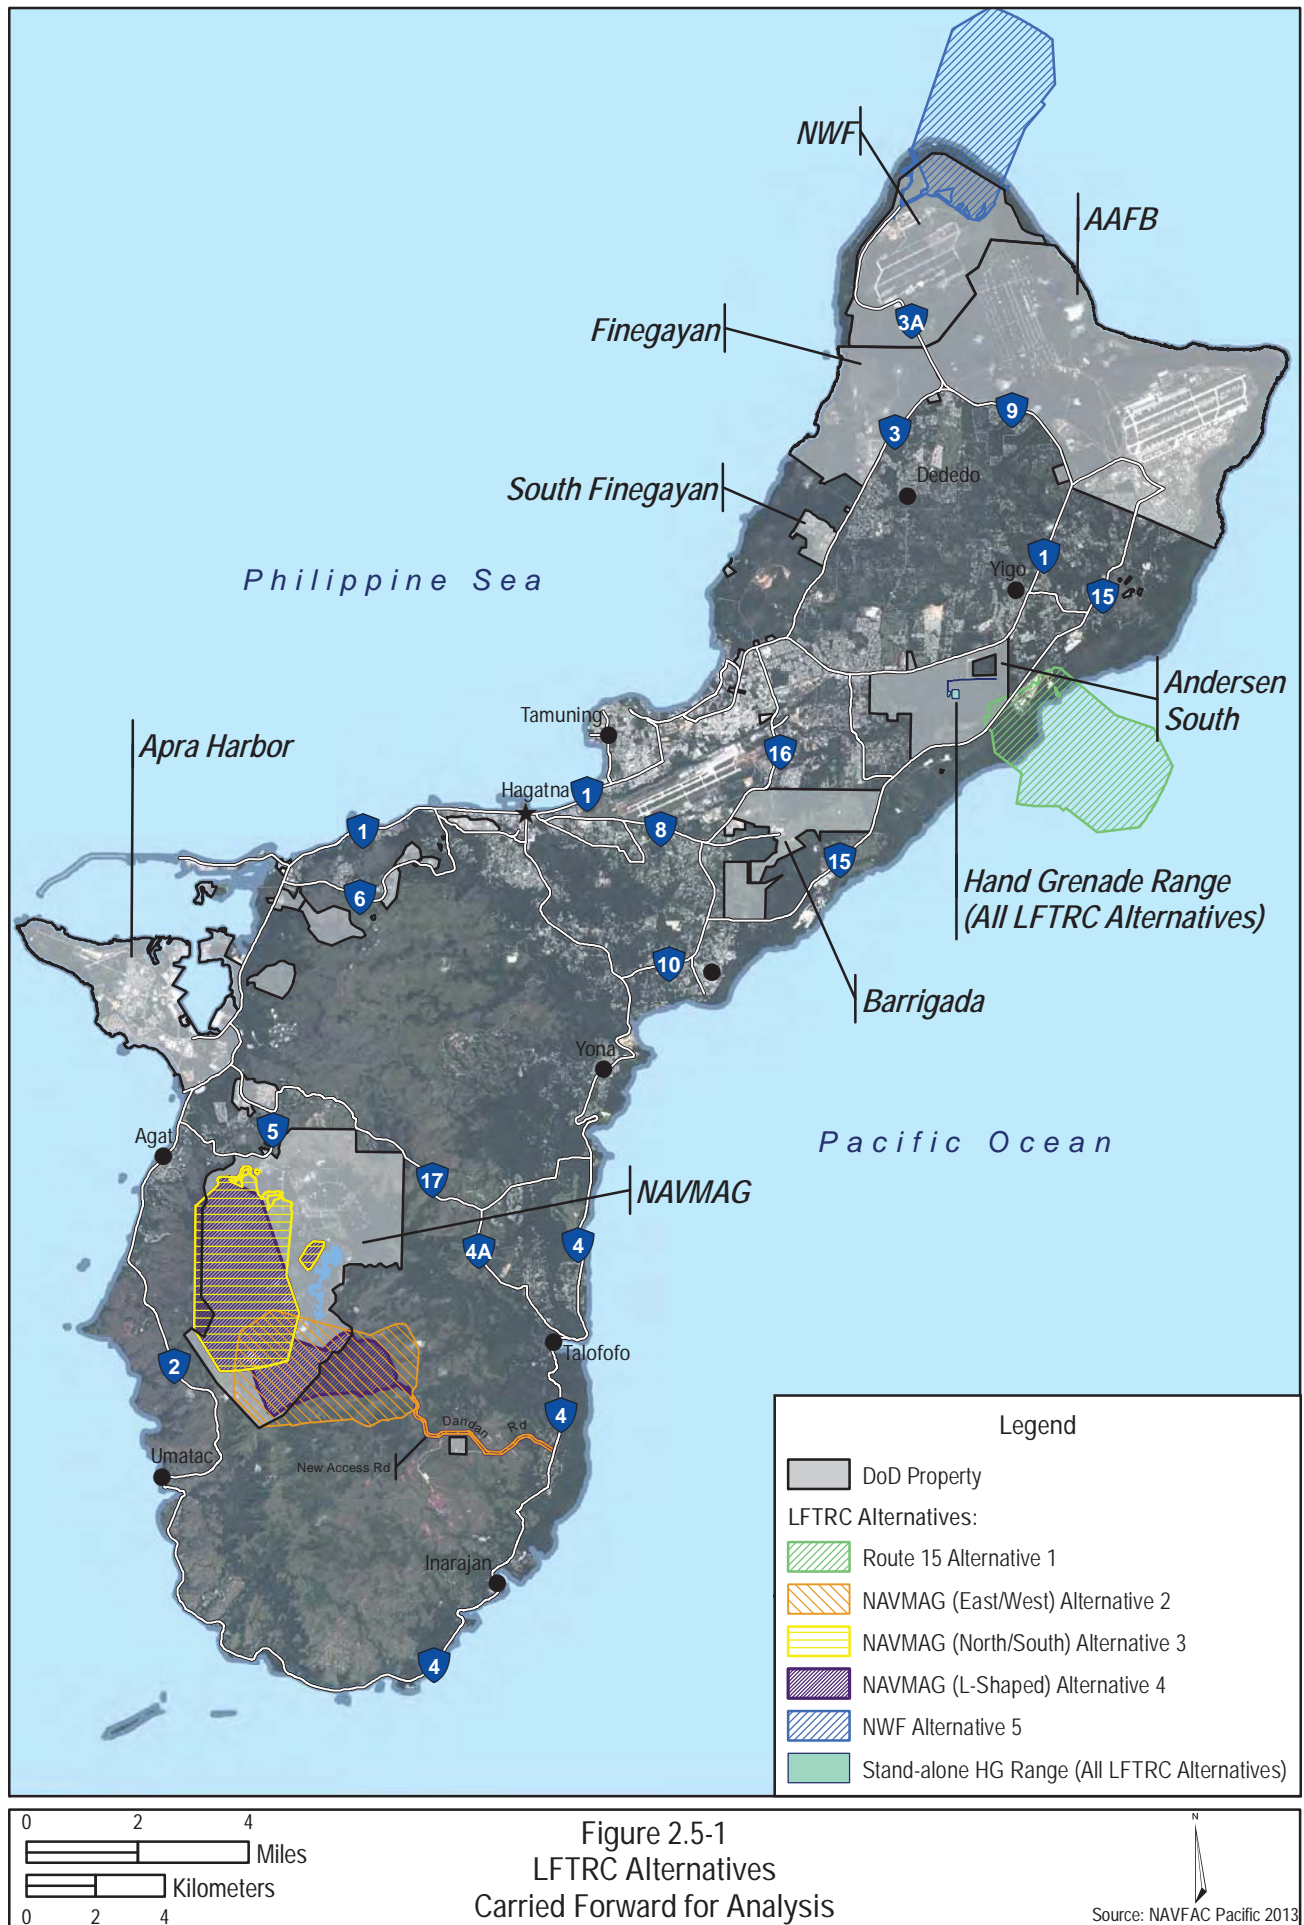 NWF
AAFB
3A
Finegayan
9
3
Dededo
South Finegayan
1
Philippine Sea
Yigo
15
Andersen
South
Tamuning
Apra Harbor
16
Hagatna
1
1
8
15
6
Hand Grenade Range
(All LFTRC Alternatives)
10
Barrigada
Yona
5
Agat
Pacific Ocean
17
NAVMAG
4A
4
Talofofo
2
4
Dandan Rd
Umatac
New Access Rd
Inarajan
4
Legend
DoD Property
LFTRC Alternatives:
Route 15 Alternative 1
NAVMAG (East/West) Alternative 2
NAVMAG (North/South) Alternative 3
NAVMAG (L-Shaped) Alternative 4
NWF Alternative 5
Stand-alone HG Range (All LFTRC Alternatives)
0 2 4
Miles
Kilometers
0 2 4
Figure 2.5-1
LFTRC Alternatives
Carried Forward for Analysis
N
Source: NAVFAC Pacific 2013